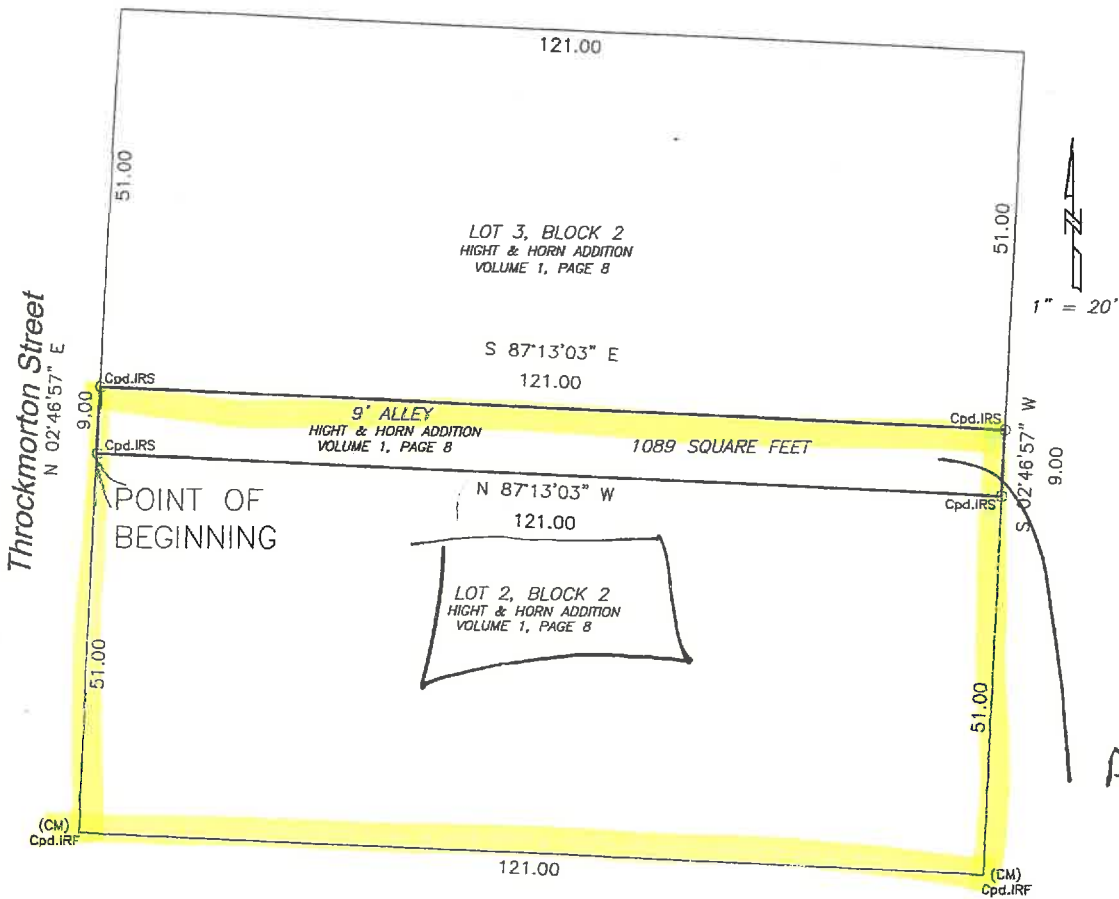 121.00
51.00
51.00
LOT 3, BLOCK 2
HIGHT & HORN ADDITION
VOLUME 1, PAGE 8
1" = 20'
Throckmorton Street
N 02°46'57" E
S 87°13'03" E
121.00
Cpd.IRS
Cpd.IRS
9.00
9' ALLEY
HIGHT & HORN ADDITION
VOLUME 1, PAGE 8
1089 SQUARE FEET
S 02°46'57" W
9.00
Cpd.IRS
Cpd.IRS
POINT OF
BEGINNING
N 87°13'03" W
121.00
LOT 2, BLOCK 2
HIGHT & HORN ADDITION
VOLUME 1, PAGE 8
51.00
51.00
(CM)
Cpd.IRF
121.00
(CM)
Cpd.IRF